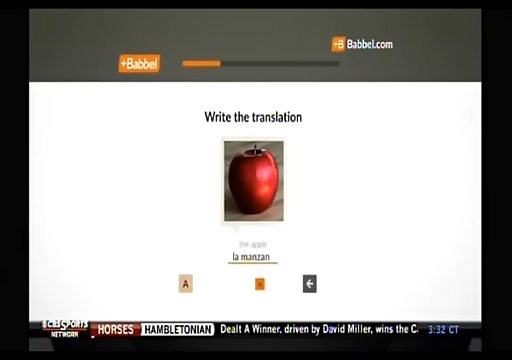 +B Babbel.com
+Babbel
Write the translation
the apple
la manzan
A
CBS SPORTS
NETWORK
HORSES
HAMBLETONIAN
Dealt A Winner, driven by David Miller, wins the C
3:32 CT